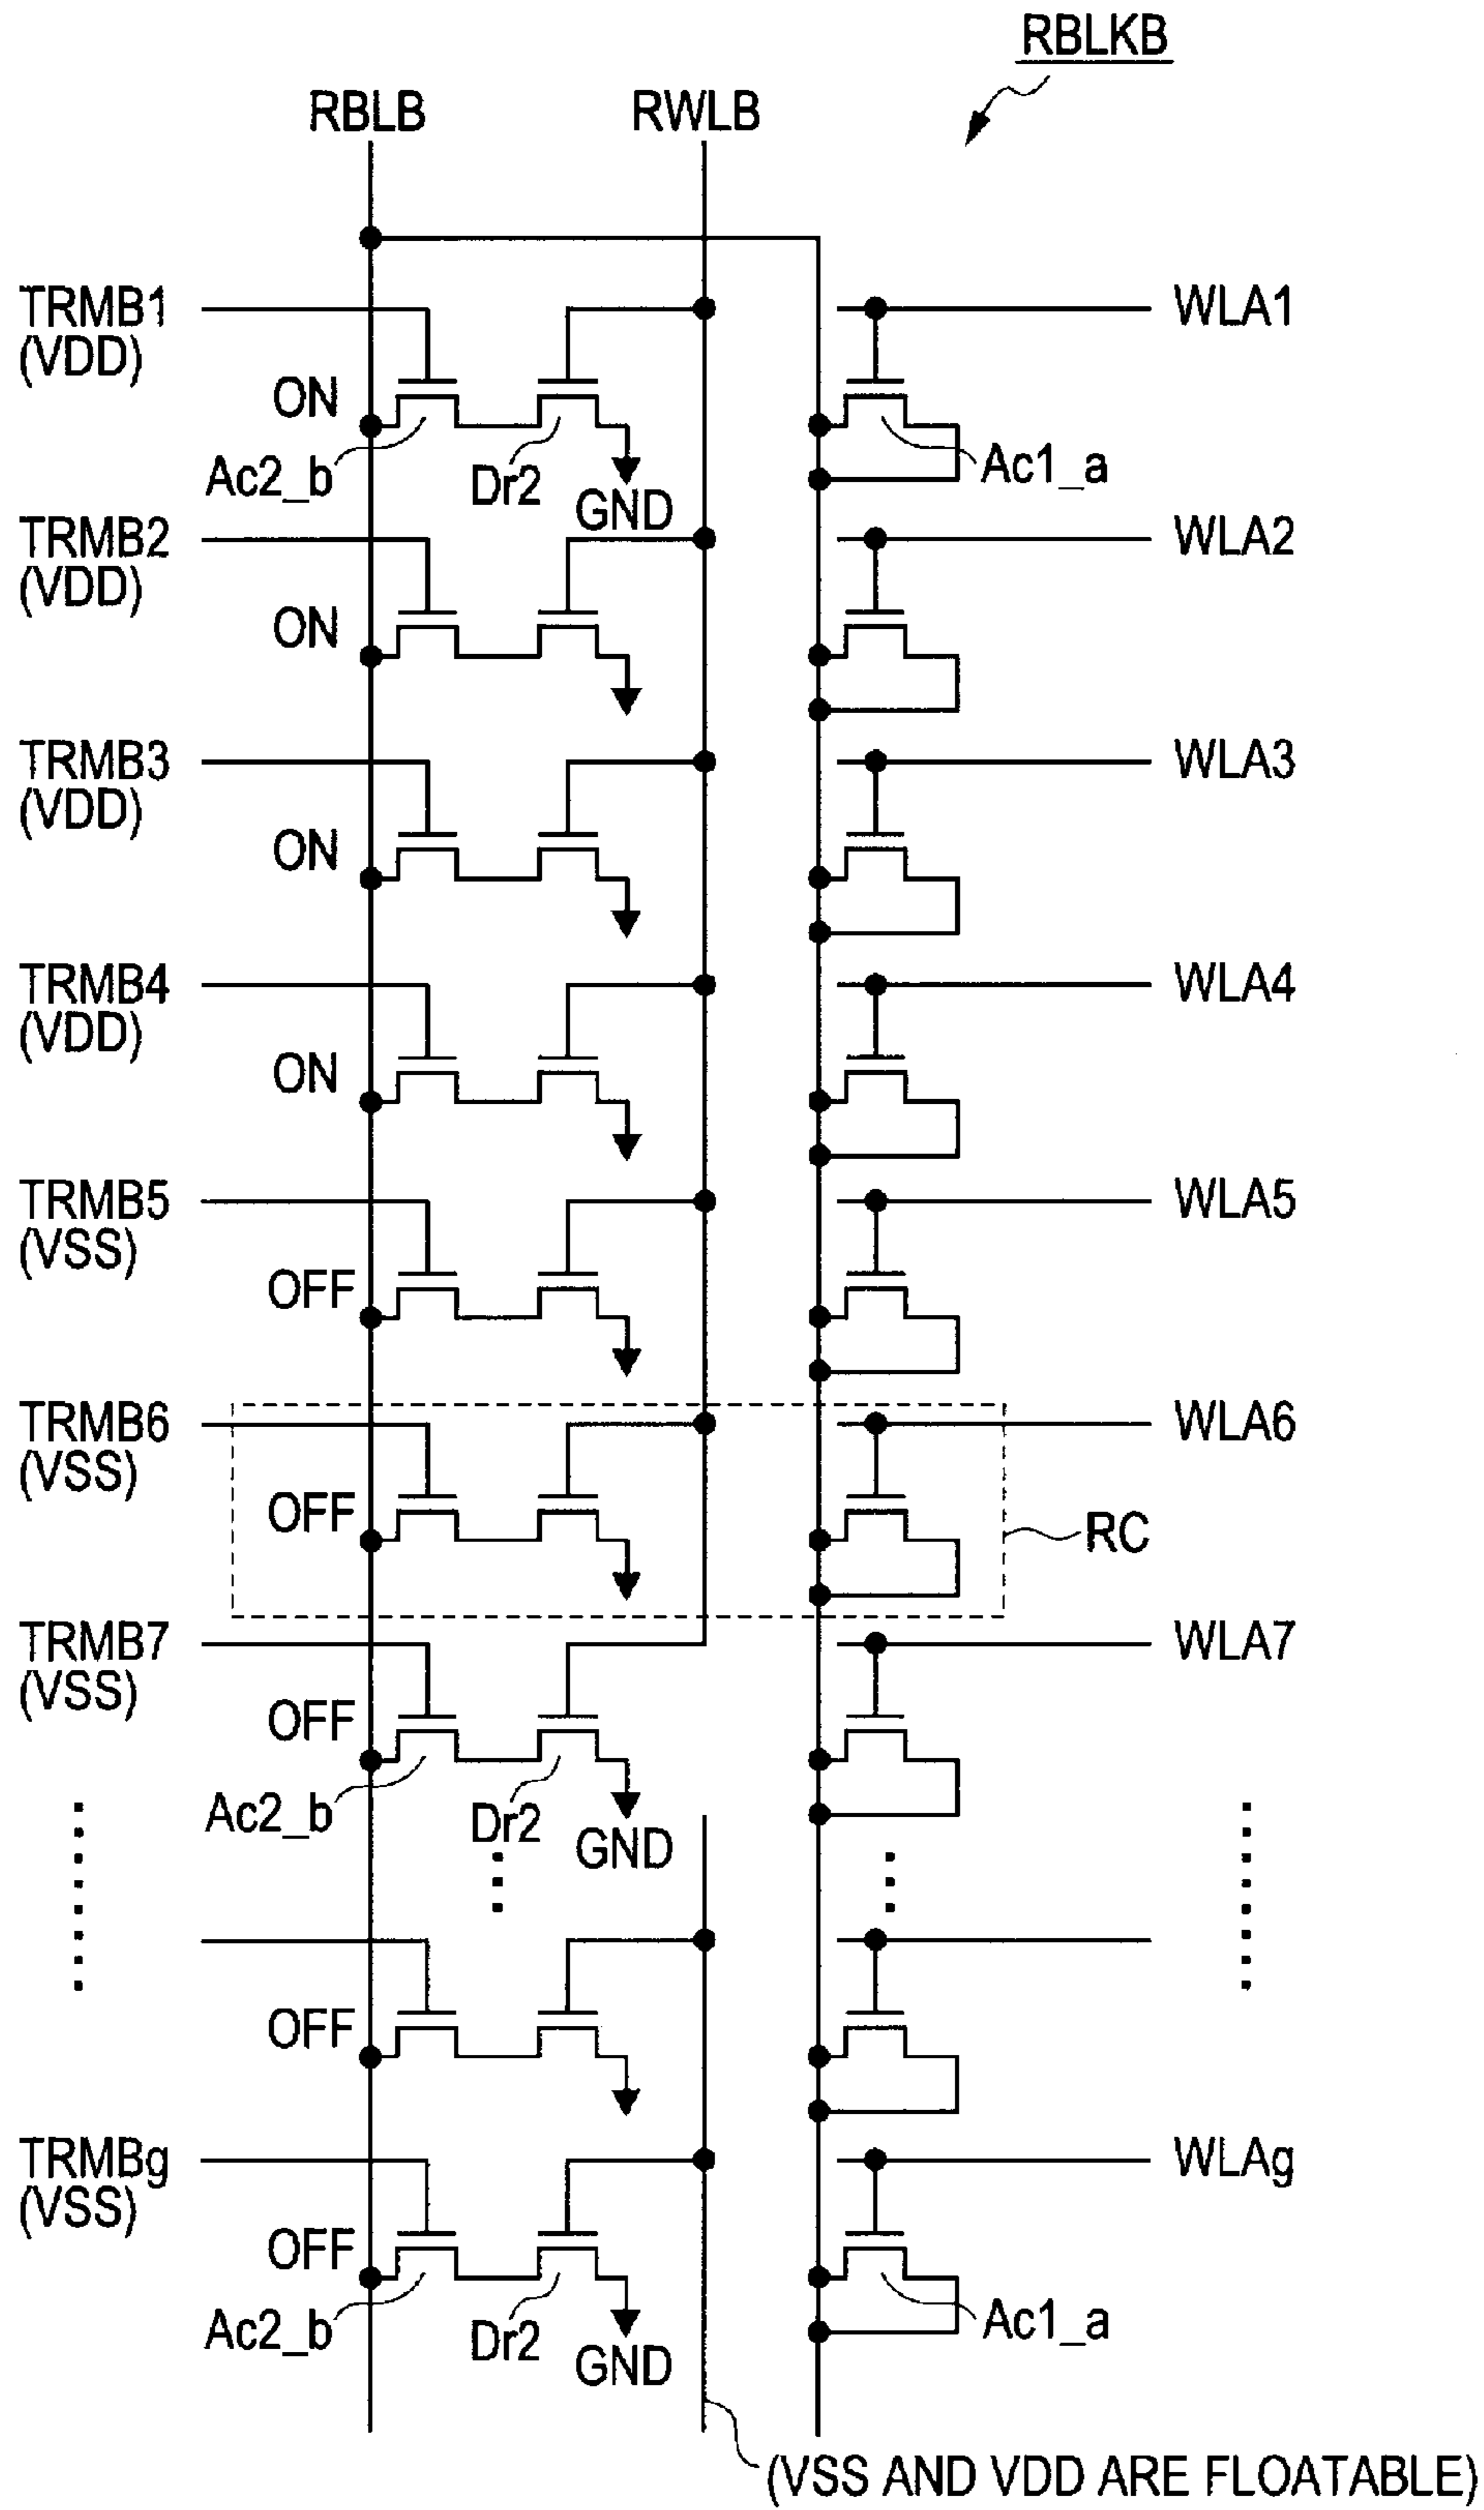 RBLKB
RBLB RWLB
TRMB1 WLA1
(VDD)
ON
Ac2_b Dr2 Ac1_a
GND
TRMB2 WLA2
(VDD)
ON
TRMB3 WLA3
(VDD)
ON
TRMB4 WLA4
(VDD)
ON
TRMB5 WLA5
(VSS)
OFF
TRMB6 WLA6
(VSS)
OFF RC
TRMB7 WLA7
(VSS)
OFF
Ac2_b Dr2
GND
OFF
TRMBg WLAg
(VSS)
OFF
Ac2_b Dr2 Ac1_a
GND
(VSS AND VDD ARE FLOATABLE)